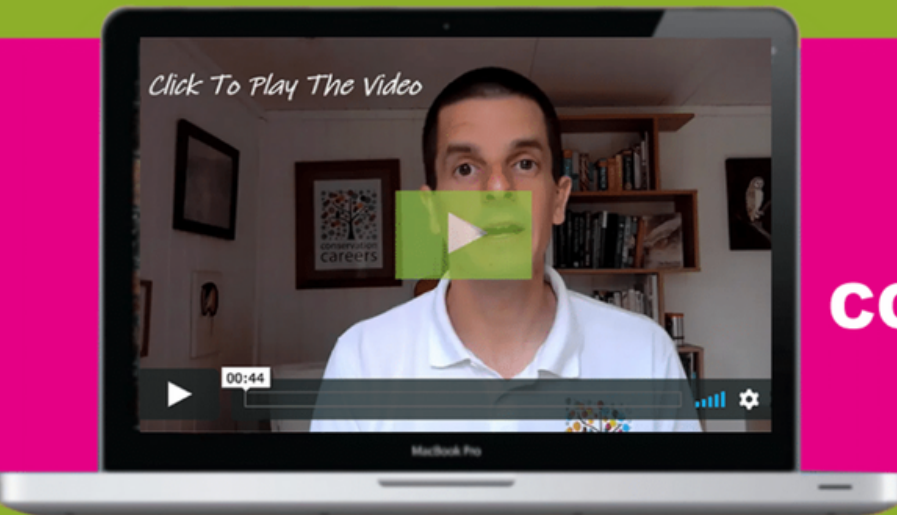 Click To Play The Video
conservation
careers
00:44
co
MacBook Pro